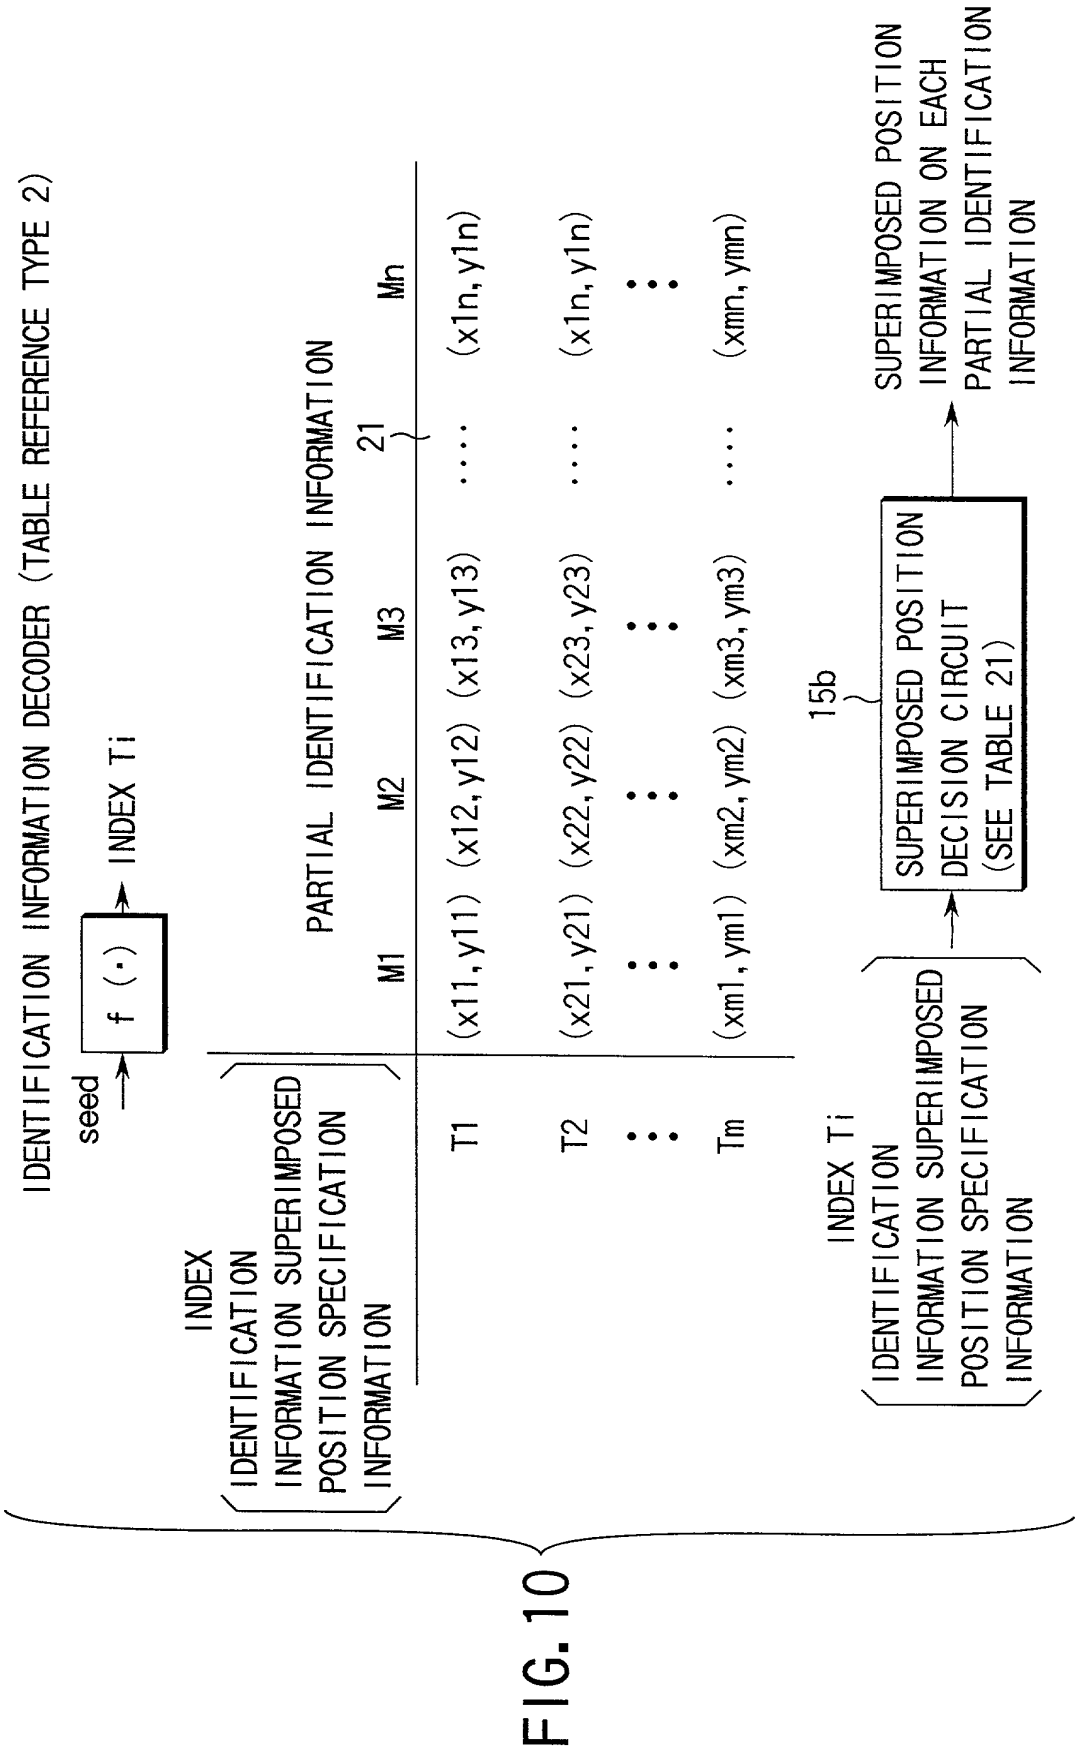 FIG. 10
IDENTIFICATION INFORMATION DECODER (TABLE REFERENCE TYPE 2)
seed
f (·)
INDEX Ti
INDEX
IDENTIFICATION
INFORMATION SUPERIMPOSED
POSITION SPECIFICATION
INFORMATION
PARTIAL IDENTIFICATION INFORMATION
21
M1 M2 M3 Mn
T1 (x11, y11) (x12, y12) (x13, y13) .... (x1n, y1n)
T2 (x21, y21) (x22, y22) (x23, y23) .... (x1n, y1n)
Tm (xm1, ym1) (xm2, ym2) (xm3, ym3) .... (xmn, ymn)
INDEX Ti
IDENTIFICATION
INFORMATION SUPERIMPOSED
POSITION SPECIFICATION
INFORMATION
15b
SUPERIMPOSED POSITION
DECISION CIRCUIT
(SEE TABLE 21)
SUPERIMPOSED POSITION
INFORMATION ON EACH
PARTIAL IDENTIFICATION
INFORMATION